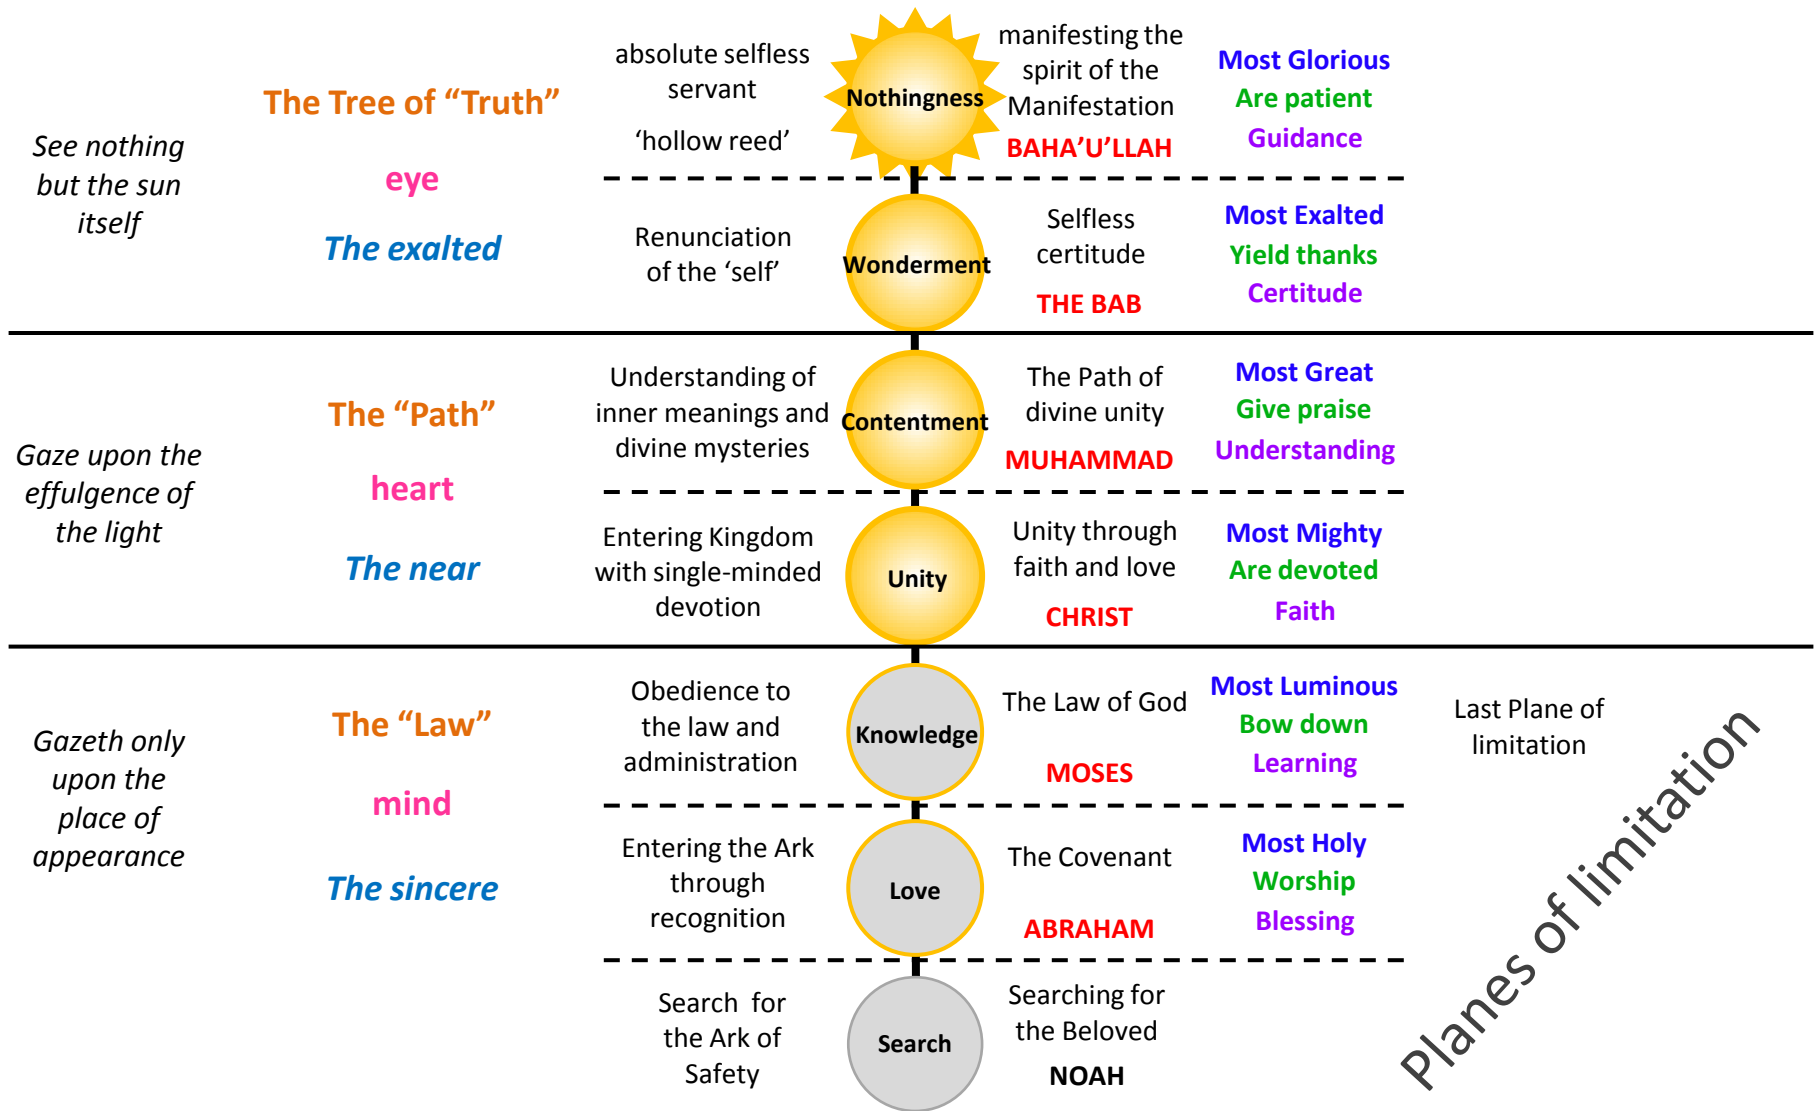 See nothing
but the sun
itself
The Tree of “Truth”
eye
The exalted
absolute selfless
servant
‘hollow reed’
Nothingness
manifesting the
spirit of the
Manifestation
BAHA’U’LLAH
Most Glorious
Are patient
Guidance
Renunciation
of the ‘self’
Wonderment
Selfless
certitude
THE BAB
Most Exalted
Yield thanks
Certitude
Gaze upon the
effulgence of
the light
The “Path”
heart
The near
Understanding of
inner meanings and
divine mysteries
Contentment
The Path of
divine unity
MUHAMMAD
Most Great
Give praise
Understanding
Entering Kingdom
with single-minded
devotion
Unity
Unity through
faith and love
CHRIST
Most Mighty
Are devoted
Faith
Gazeth only
upon the
place of
appearance
The “Law”
mind
The sincere
Obedience to
the law and
administration
Knowledge
The Law of God
MOSES
Most Luminous
Bow down
Learning
Last Plane of
limitation
Entering the Ark
through
recognition
Love
The Covenant
ABRAHAM
Most Holy
Worship
Blessing
Search  for
the Ark of
Safety
Search
Searching for
the Beloved
NOAH
Planes of limitation